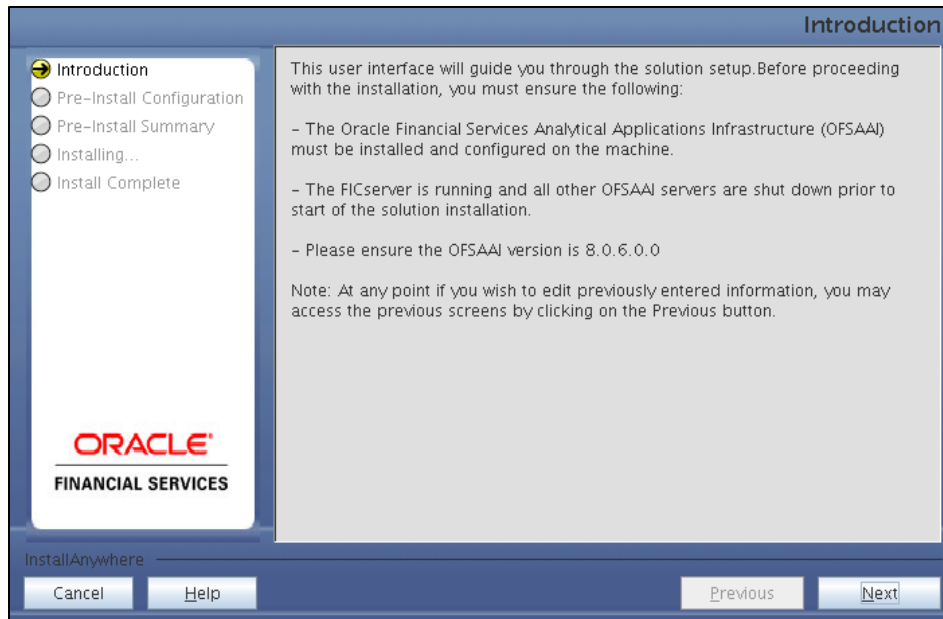 Introduction
Introduction
Pre-Install Configuration
Pre-Install Summary
Installing...
Install Complete
ORACLE'
FINANCIAL SERVICES
This user interface will guide you through the solution setup.Before proceeding
with the installation, you must ensure the following:
- The Oracle Financial Services Analytical Applications Infrastructure (OFSAAI)
must be installed and configured on the machine.
- The FICserver is running and all other OFSAAI servers are shut down prior to
start of the solution installation.
- Please ensure the OFSAAI version is 8.0.6.0.0
Note: At any point if you wish to edit previously entered information, you may
access the previous screens by clicking on the Previous button.
InstallAnywhere
Cancel
Help
Previous
Next